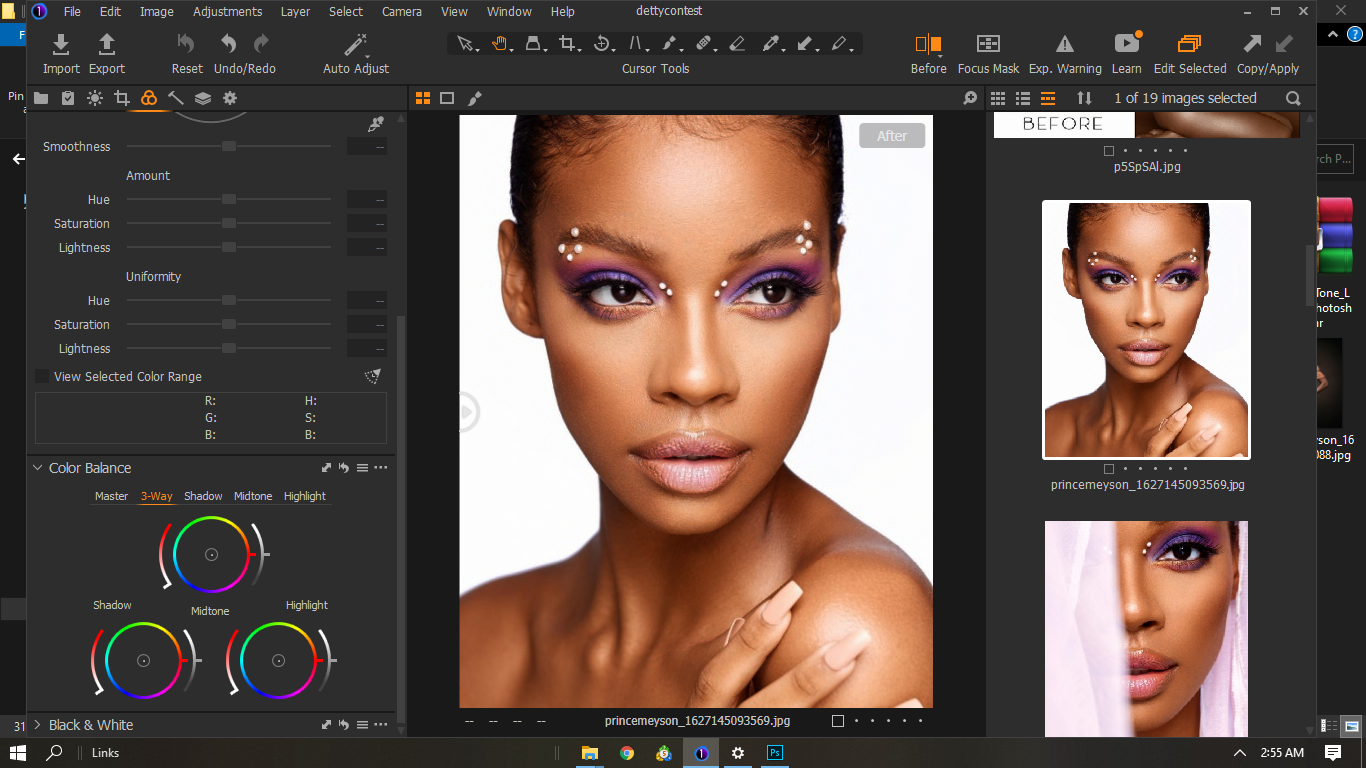 File Edit Image Adjustments Layer Select Camera View Window Help
dettycontest
Import Export Reset Undo/Redo Auto Adjust
Cursor Tools
Before Focus Mask Exp. Warning Learn Edit Selected Copy/Apply
Pin
1 of 19 images selected
Smoothness --
Amount
Hue --
Saturation --
Lightness --
Uniformity
Hue --
Saturation --
Lightness --
View Selected Color Range
R: H:
G: S:
B: B:
Color Balance
Master 3-Way Shadow Midtone Highlight
Shadow Midtone Highlight
Black & White
After
-- -- -- --
princemeyson_1627145093569.jpg
BEFORE
p5SpSAl.jpg
princemeyson_1627145093569.jpg
rch P...
Tone_L
hotosh
ur
son_16
088.jpg
31
Links
Ps
2:55 AM